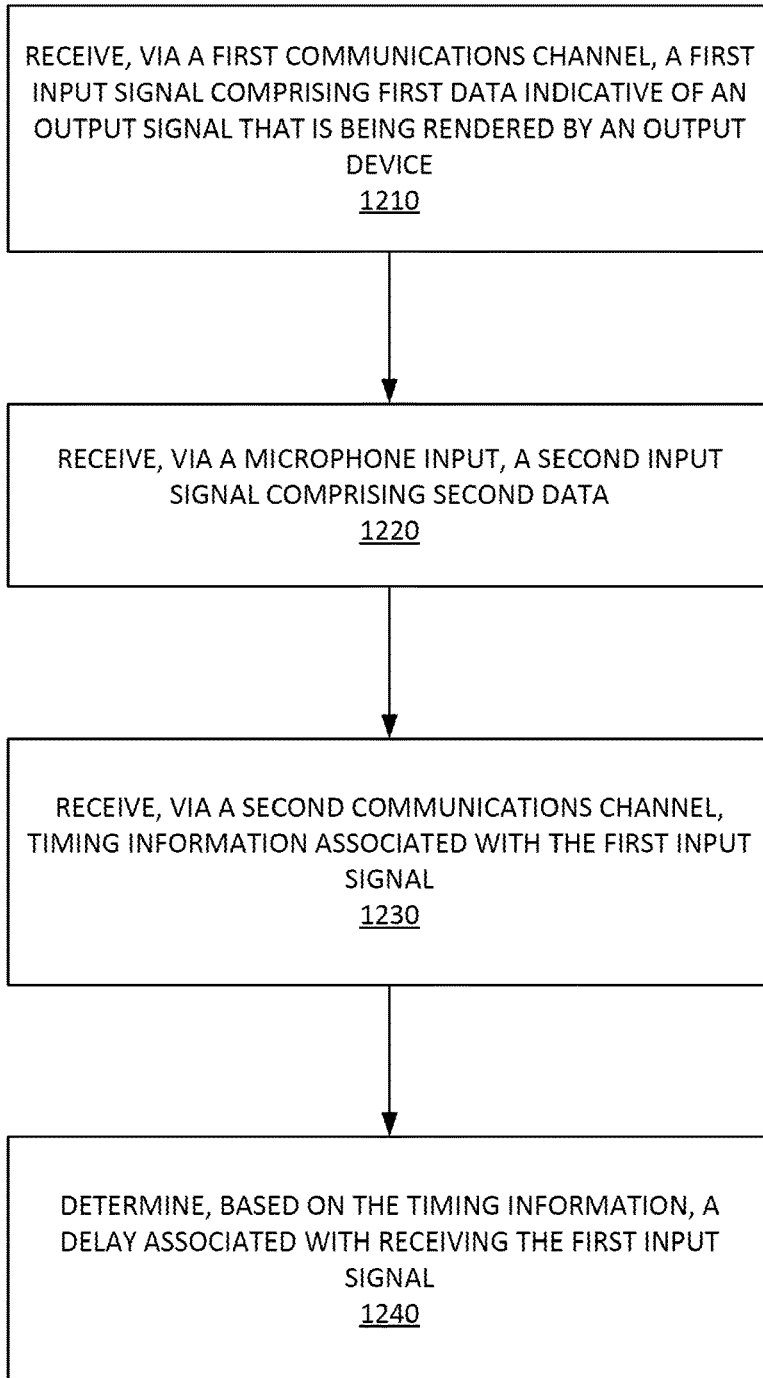 RECEIVE, VIA A FIRST COMMUNICATIONS CHANNEL, A FIRST
INPUT SIGNAL COMPRISING FIRST DATA INDICATIVE OF AN
OUTPUT SIGNAL THAT IS BEING RENDERED BY AN OUTPUT
DEVICE
1210
RECEIVE, VIA A MICROPHONE INPUT, A SECOND INPUT
SIGNAL COMPRISING SECOND DATA
1220
RECEIVE, VIA A SECOND COMMUNICATIONS CHANNEL,
TIMING INFORMATION ASSOCIATED WITH THE FIRST INPUT
SIGNAL
1230
DETERMINE, BASED ON THE TIMING INFORMATION, A
DELAY ASSOCIATED WITH RECEIVING THE FIRST INPUT
SIGNAL
1240